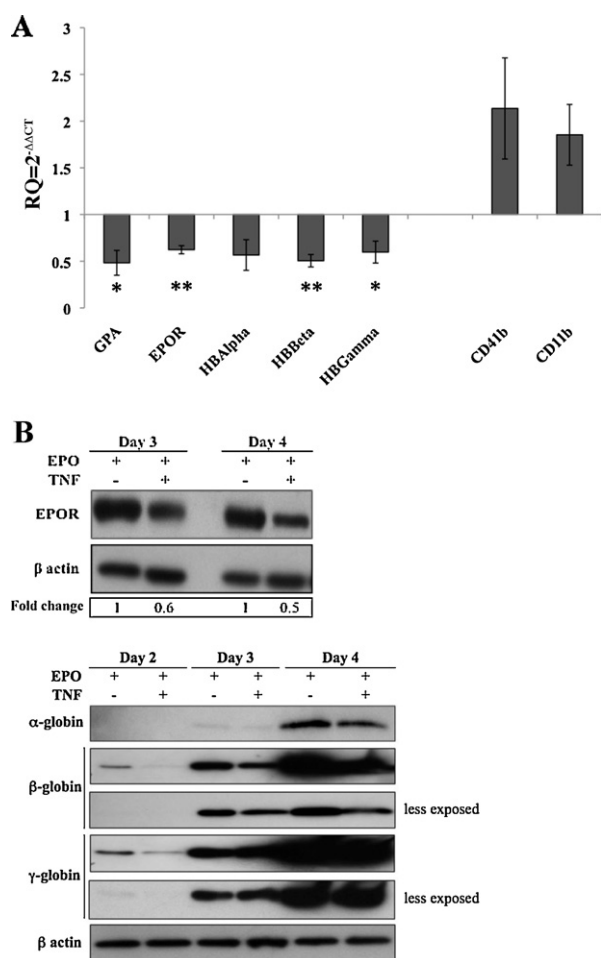 A
RQ=2^-ΔΔCT
3
2.5
2
1.5
1
0.5
0
* ** ** *
GPA EPOR HBAlpha HBBeta HBGamma CD41b CD11b
B
Day 3 Day 4
EPO + + + +
TNF - + - +
EPOR
β actin
Fold change 1 0.6 1 0.5
Day 2 Day 3 Day 4
EPO + + + + + +
TNF - + - + - +
α-globin
β-globin
less exposed
γ-globin
less exposed
β actin